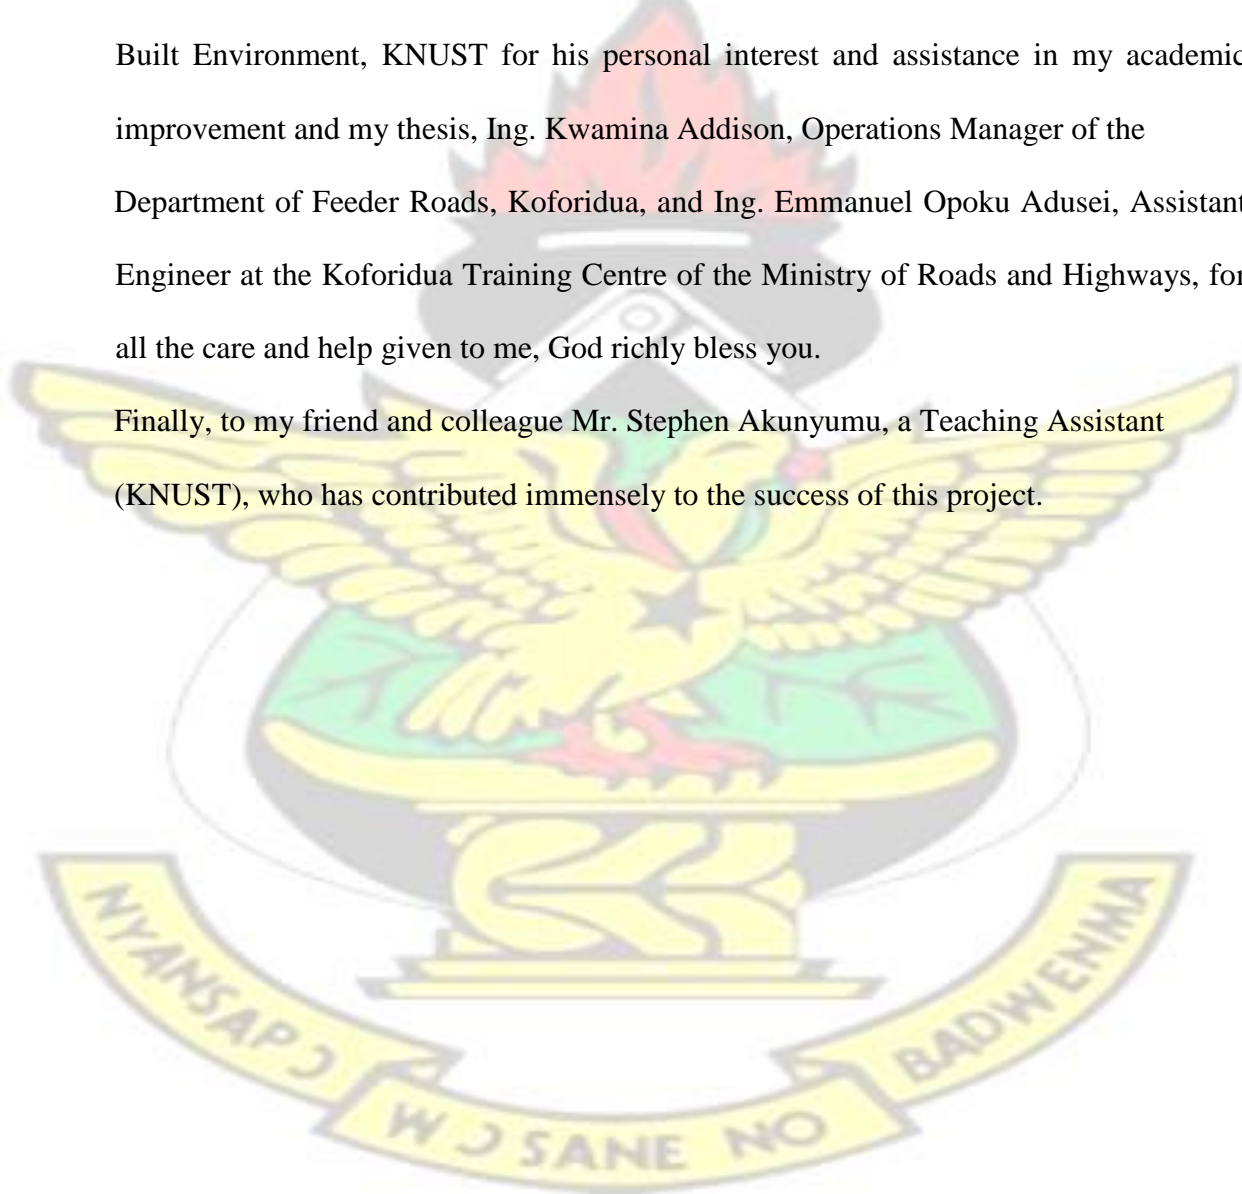 Built Environment, KNUST for his personal interest and assistance in my academic
improvement and my thesis, Ing. Kwamina Addison, Operations Manager of the
Department of Feeder Roads, Koforidua, and Ing. Emmanuel Opoku Adusei, Assistant
Engineer at the Koforidua Training Centre of the Ministry of Roads and Highways, for
all the care and help given to me, God richly bless you.
Finally, to my friend and colleague Mr. Stephen Akunyumu, a Teaching Assistant
(KNUST), who has contributed immensely to the success of this project.
NYANSAPƆ
WƆSANE NO
BADWENMA